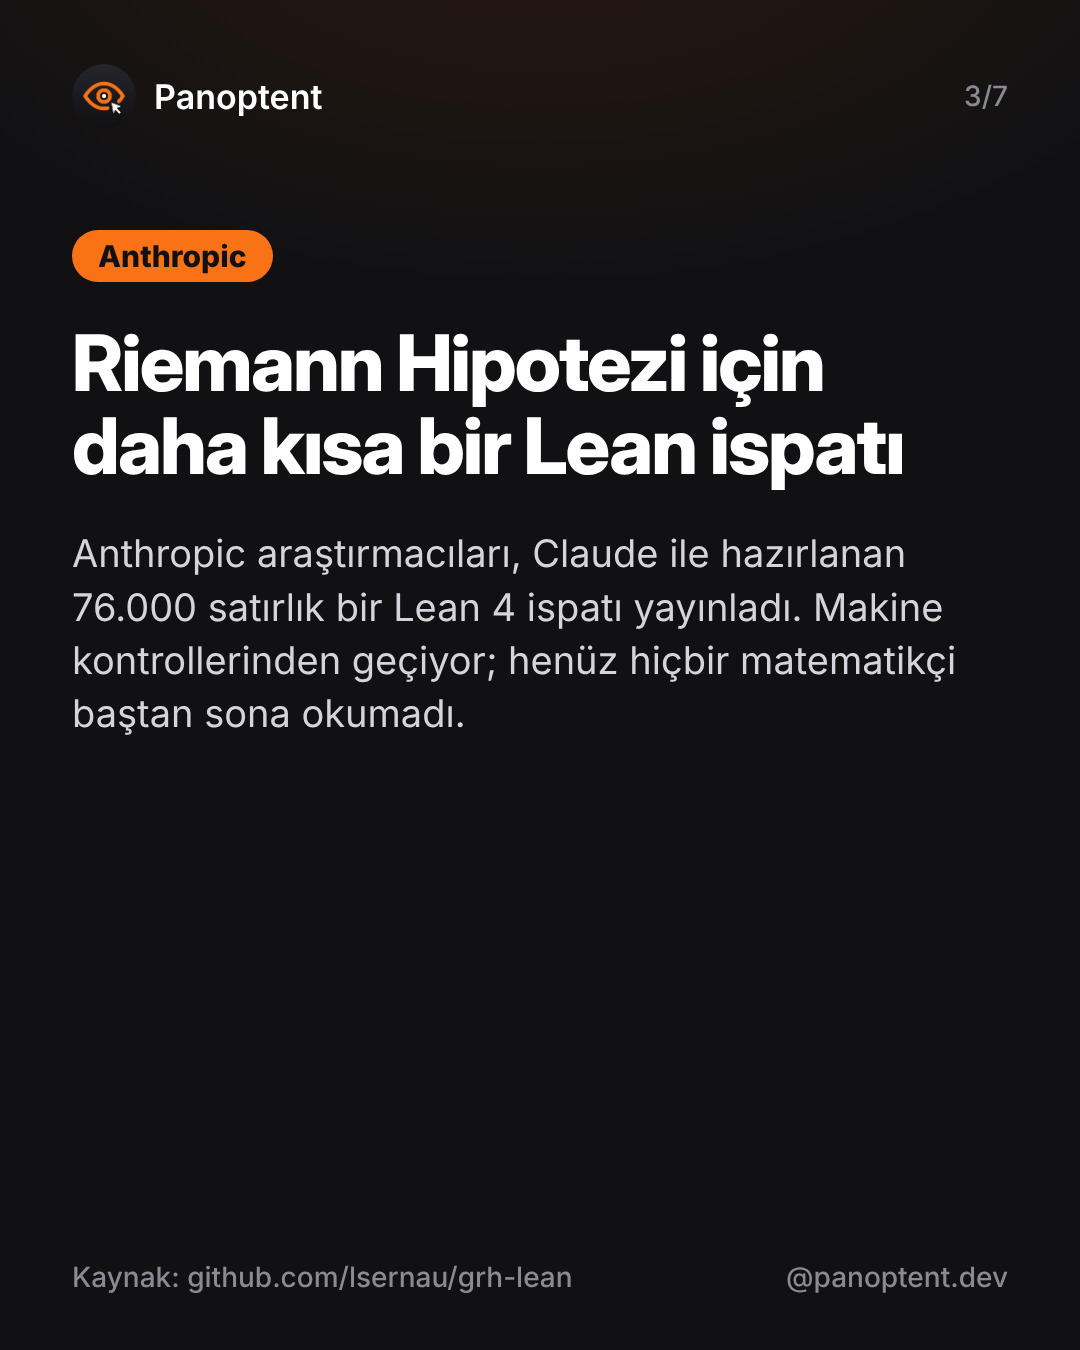 Panoptent
3/7
Anthropic
Riemann Hipotezi için
daha kısa bir Lean ispatı
Anthropic araştırmacıları, Claude ile hazırlanan
76.000 satırlık bir Lean 4 ispatı yayınladı. Makine
kontrollerinden geçiyor; henüz hiçbir matematikçi
baştan sona okumadı.
Kaynak: github.com/lsernau/grh-lean
@panoptent.dev